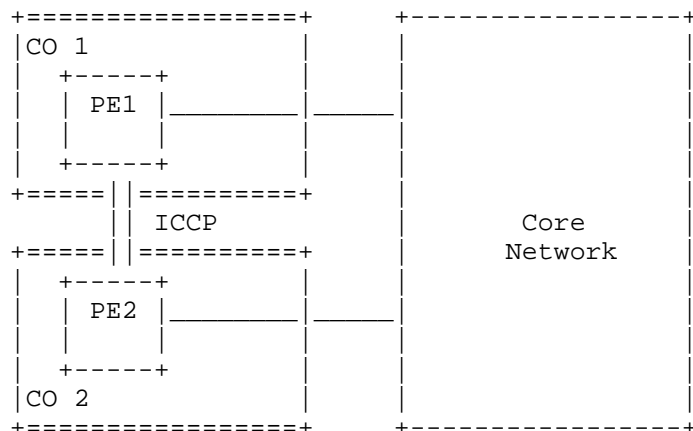 CO 1
PE1
ICCP
Core
Network
PE2
CO 2